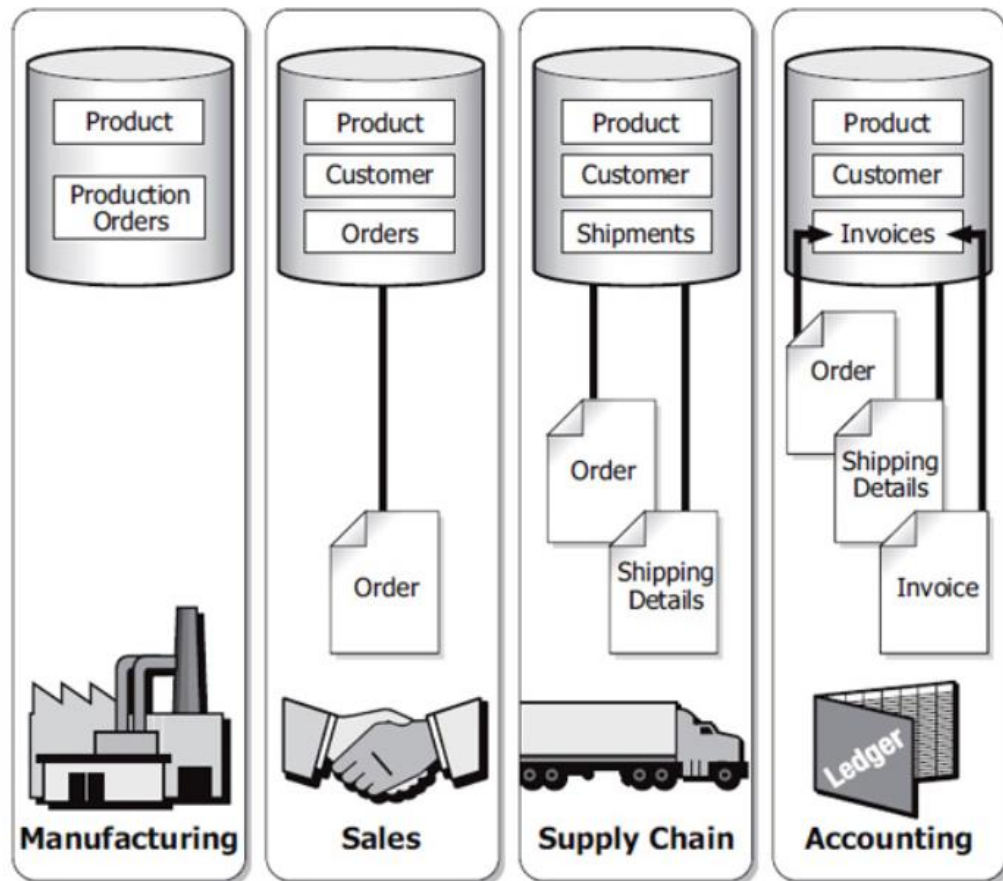 Product
Production
Orders
Manufacturing
Product
Customer
Orders
Order
Sales
Product
Customer
Shipments
Order
Shipping
Details
Supply Chain
Product
Customer
Invoices
Order
Shipping
Details
Invoice
Ledger
Accounting